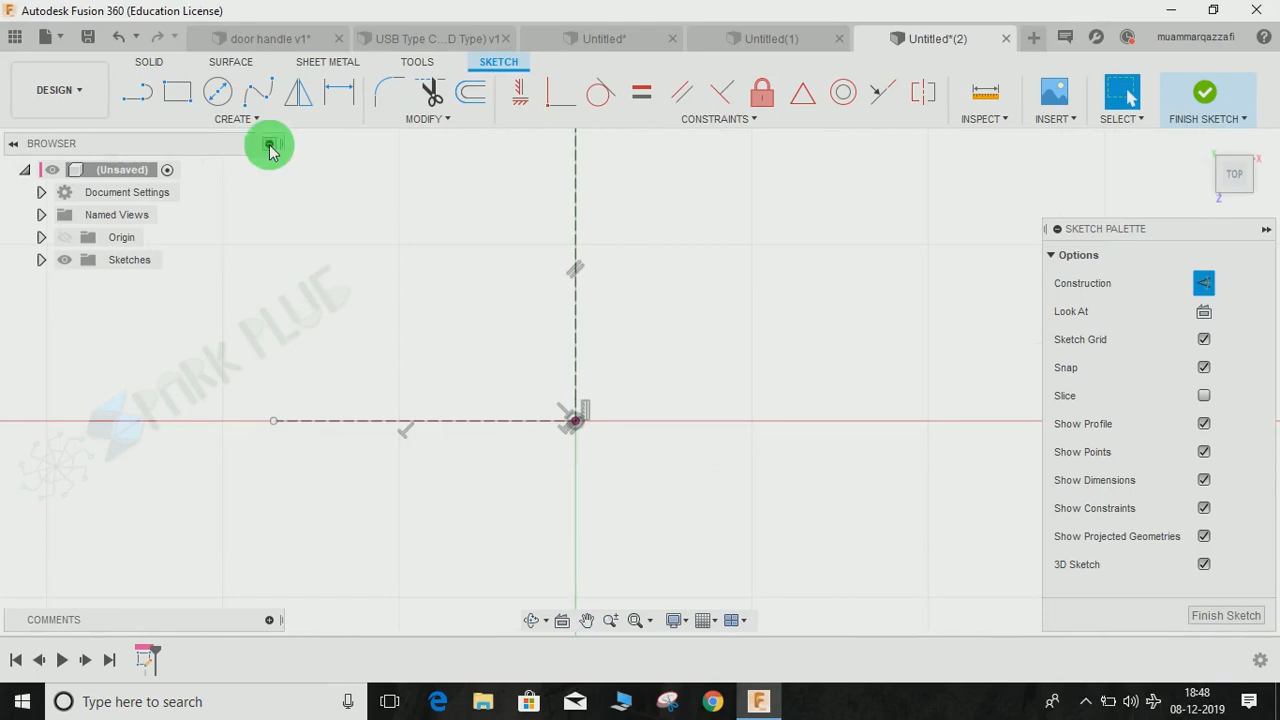 Autodesk Fusion 360 (Education License)
door handle v1*
USB Type C...D Type) v1*
Untitled*
Untitled(1)
Untitled*(2)
muammarqazzafi
DESIGN
SOLID
SURFACE
SHEET METAL
TOOLS
SKETCH
CREATE
MODIFY
CONSTRAINTS
INSPECT
INSERT
SELECT
FINISH SKETCH
BROWSER
(Unsaved)
Document Settings
Named Views
Origin
Sketches
TOP
X
Y
Z
SPARK PLUG
SKETCH PALETTE
Options
Construction
Look At
Sketch Grid
Snap
Slice
Show Profile
Show Points
Show Dimensions
Show Constraints
Show Projected Geometries
3D Sketch
Finish Sketch
COMMENTS
Type here to search
18:48
08-12-2019